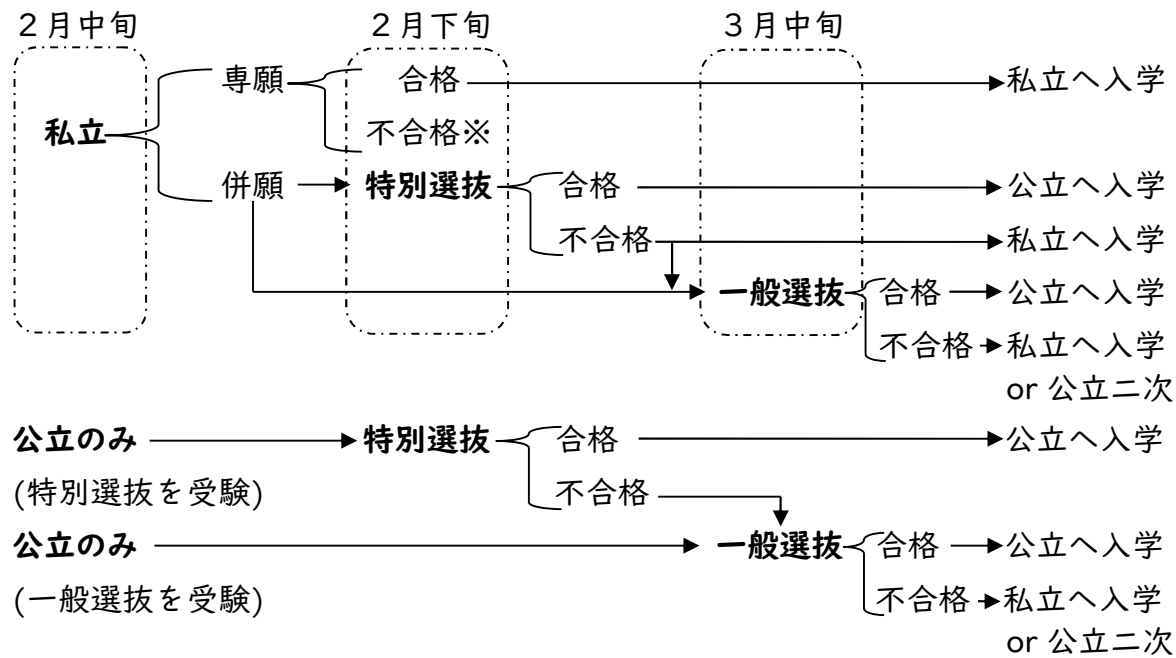 ２月中旬 ２月下旬 ３月中旬
専願 合格 私立へ入学
私立 不合格※
併願 特別選抜 合格 公立へ入学
不合格 私立へ入学
一般選抜 合格 公立へ入学
不合格 私立へ入学
or 公立二次
公立のみ 特別選抜 合格 公立へ入学
(特別選抜を受験) 不合格
公立のみ 一般選抜 合格 公立へ入学
(一般選抜を受験) 不合格 私立へ入学
or 公立二次